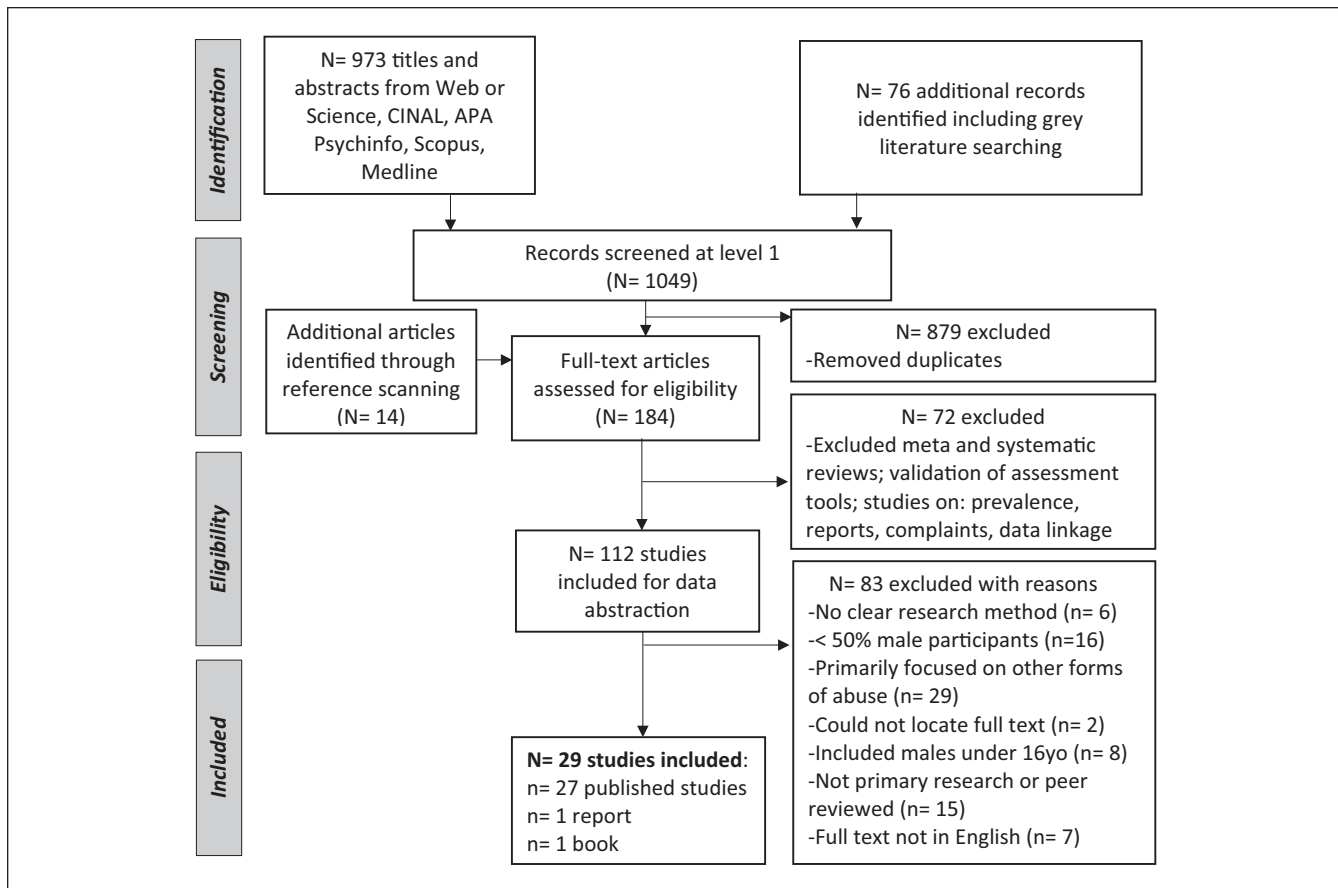 Identification
N= 973 titles and
abstracts from Web or
Science, CINAL, APA
Psychinfo, Scopus,
Medline
N= 76 additional records
identified including grey
literature searching
Screening
Records screened at level 1
(N= 1049)
N= 879 excluded
-Removed duplicates
Additional articles
identified through
reference scanning
(N= 14)
Full-text articles
assessed for eligibility
(N= 184)
N= 72 excluded
-Excluded meta and systematic
reviews; validation of assessment
tools; studies on: prevalence,
reports, complaints, data linkage
Eligibility
N= 112 studies
included for data
abstraction
N= 83 excluded with reasons
-No clear research method (n= 6)
-< 50% male participants (n=16)
-Primarily focused on other forms
of abuse (n= 29)
-Could not locate full text (n= 2)
-Included males under 16yo (n= 8)
-Not primary research or peer
reviewed (n= 15)
-Full text not in English (n= 7)
Included
N= 29 studies included:
n= 27 published studies
n= 1 report
n= 1 book